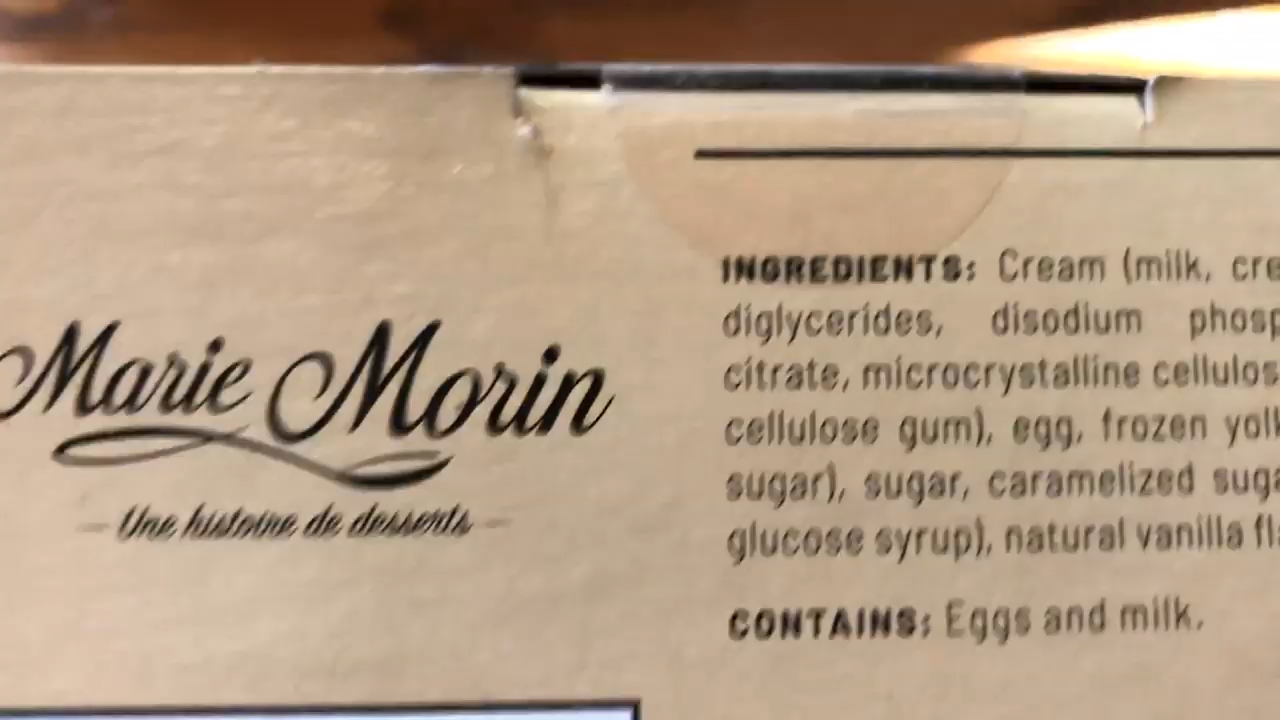 Marie Morin
Une histoire de desserts
INGREDIENTS: Cream (milk, cre
diglycerides, disodium phosp
citrate, microcrystalline cellulos
cellulose gum), egg, frozen yolk
sugar), sugar, caramelized suga
glucose syrup), natural vanilla fla
CONTAINS: Eggs and milk.